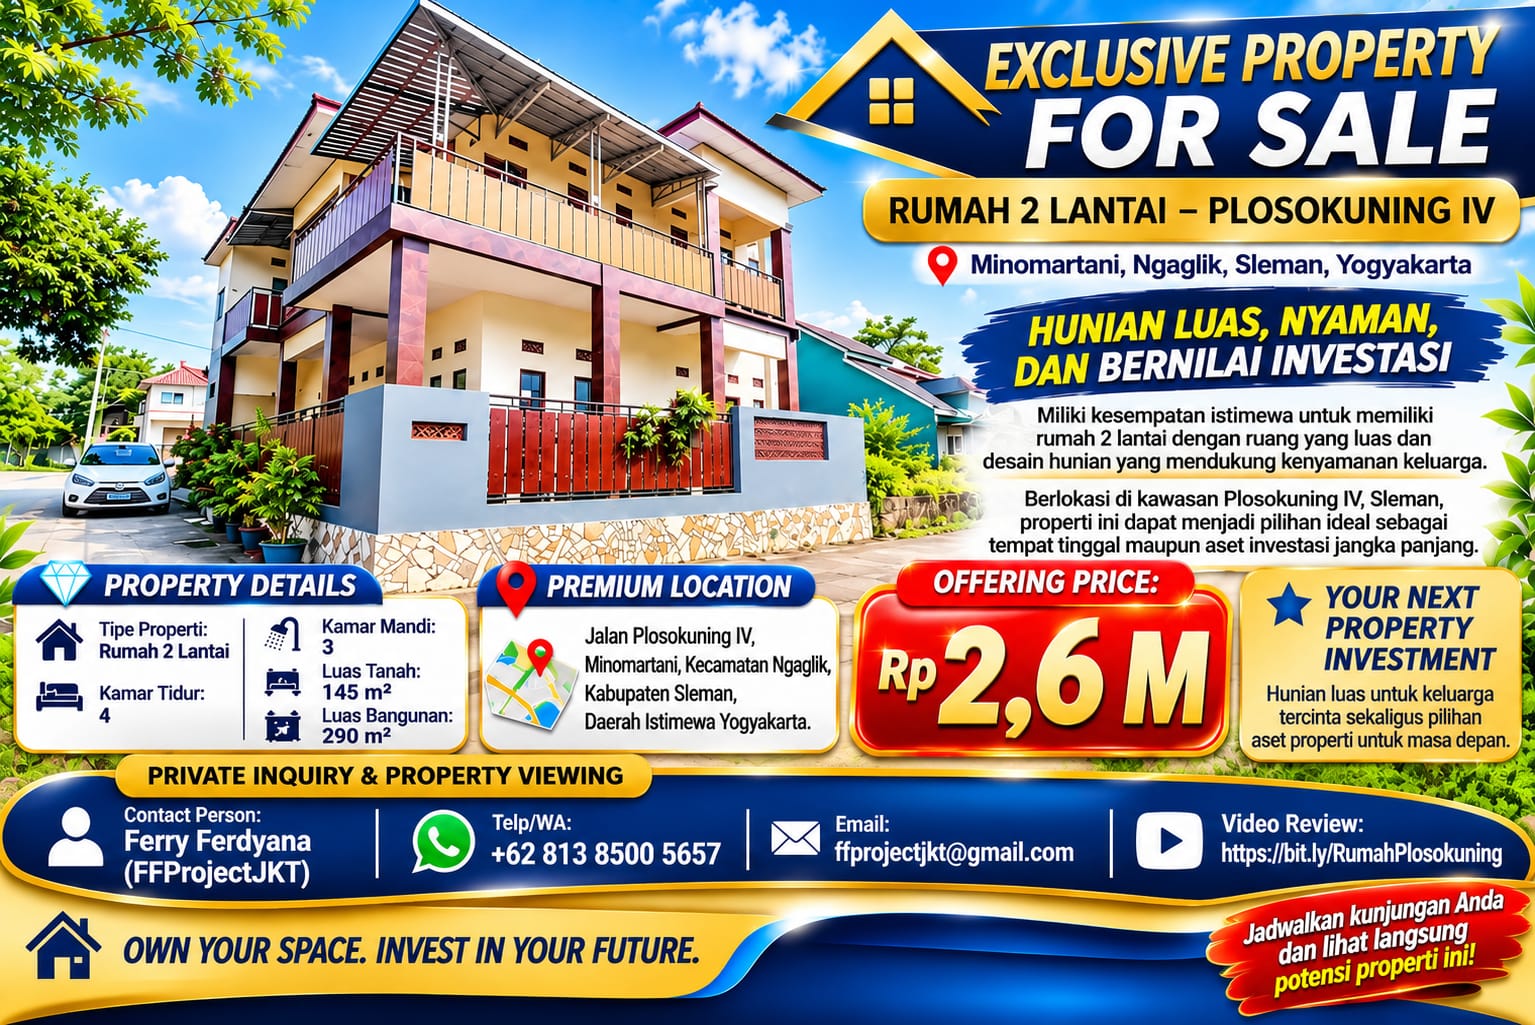 EXCLUSIVE PROPERTY
FOR SALE
RUMAH 2 LANTAI – PLOSOKUNING IV
Minomartani, Ngaglik, Sleman, Yogyakarta
HUNIAN LUAS, NYAMAN,
DAN BERNILAI INVESTASI
Miliki kesempatan istimewa untuk memiliki
rumah 2 lantai dengan ruang yang luas dan
desain hunian yang mendukung kenyamanan keluarga.
Berlokasi di kawasan Plosokuning IV, Sleman,
properti ini dapat menjadi pilihan ideal sebagai
tempat tinggal maupun aset investasi jangka panjang.
PROPERTY DETAILS
Tipe Properti:
Rumah 2 Lantai
Kamar Tidur:
4
Kamar Mandi:
3
Luas Tanah:
145 m²
Luas Bangunan:
290 m²
PREMIUM LOCATION
Jalan Plosokuning IV,
Minomartani, Kecamatan Ngaglik,
Kabupaten Sleman,
Daerah Istimewa Yogyakarta.
OFFERING PRICE:
Rp 2,6 M
YOUR NEXT
PROPERTY
INVESTMENT
Hunian luas untuk keluarga
tercinta sekaligus pilihan
aset properti untuk masa depan.
PRIVATE INQUIRY & PROPERTY VIEWING
Contact Person:
Ferry Ferdyana
(FFProjectJKT)
Telp/WA:
+62 813 8500 5657
Email:
ffprojectjkt@gmail.com
Video Review:
https://bit.ly/RumahPlosokuning
OWN YOUR SPACE. INVEST IN YOUR FUTURE.
Jadwalkan kunjungan Anda
dan lihat langsung
potensi properti ini!